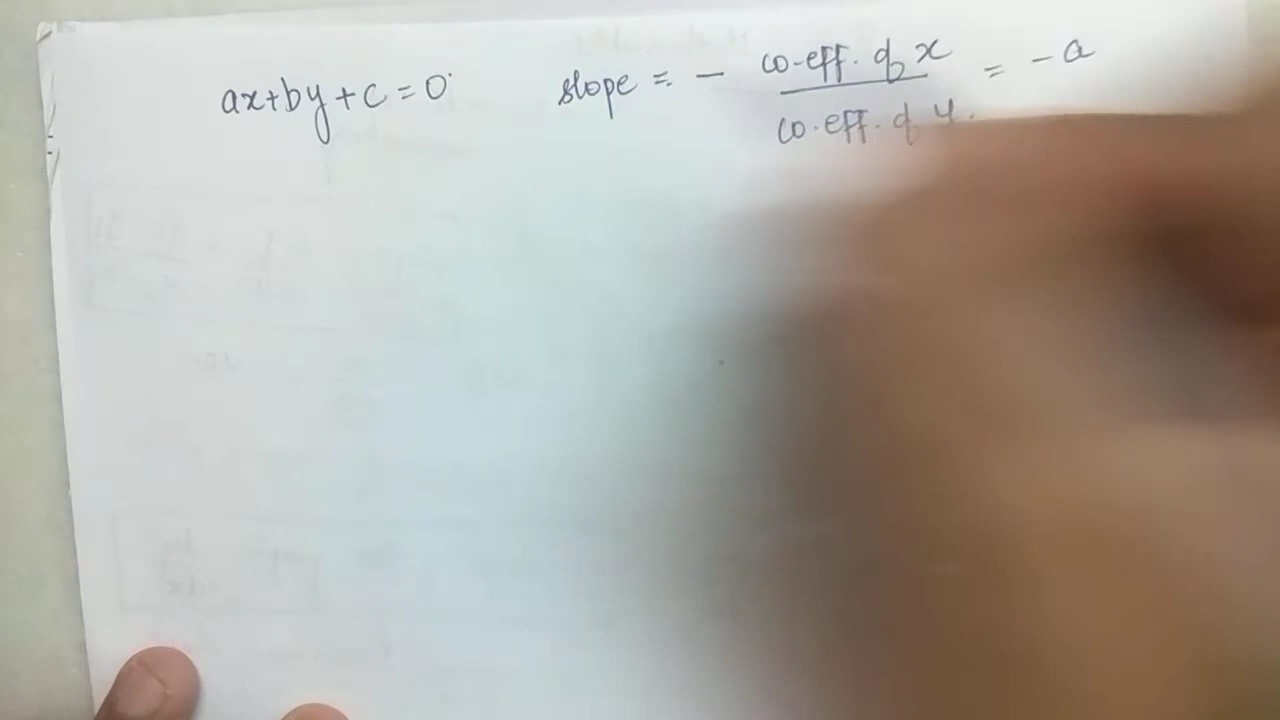 ax+by+c=0 slope = - co-eff. of x / co.eff. of y. = -a